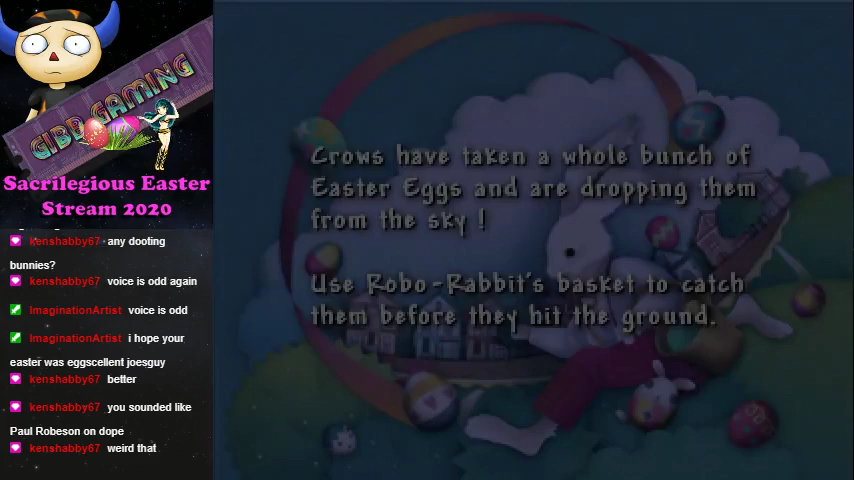 GIBB GAMING
Sacrilegious Easter
Stream 2020
kenshabby67 any dooting
bunnies?
kenshabby67 voice is odd again
ImaginationArtist voice is odd
ImaginationArtist i hope your
easter was eggscellent joesguy
kenshabby67 better
kenshabby67 you sounded like
Paul Robeson on dope
kenshabby67 weird that
Crows have taken a whole bunch of
Easter Eggs and are dropping them
from the sky !
Use Robo-Rabbit's basket to catch
them before they hit the ground.